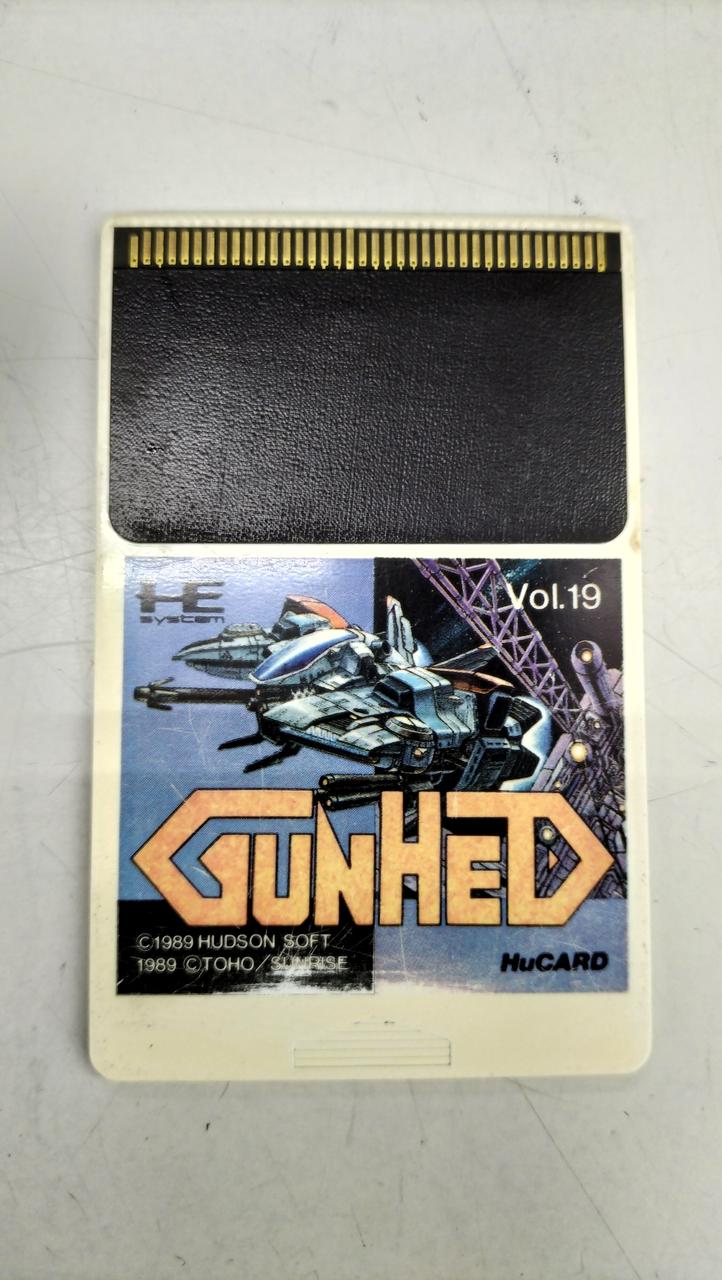 HE
system
Vol.19
GUNHED
©1989 HUDSON SOFT
1989 ©TOHO/SUNRISE
HuCARD